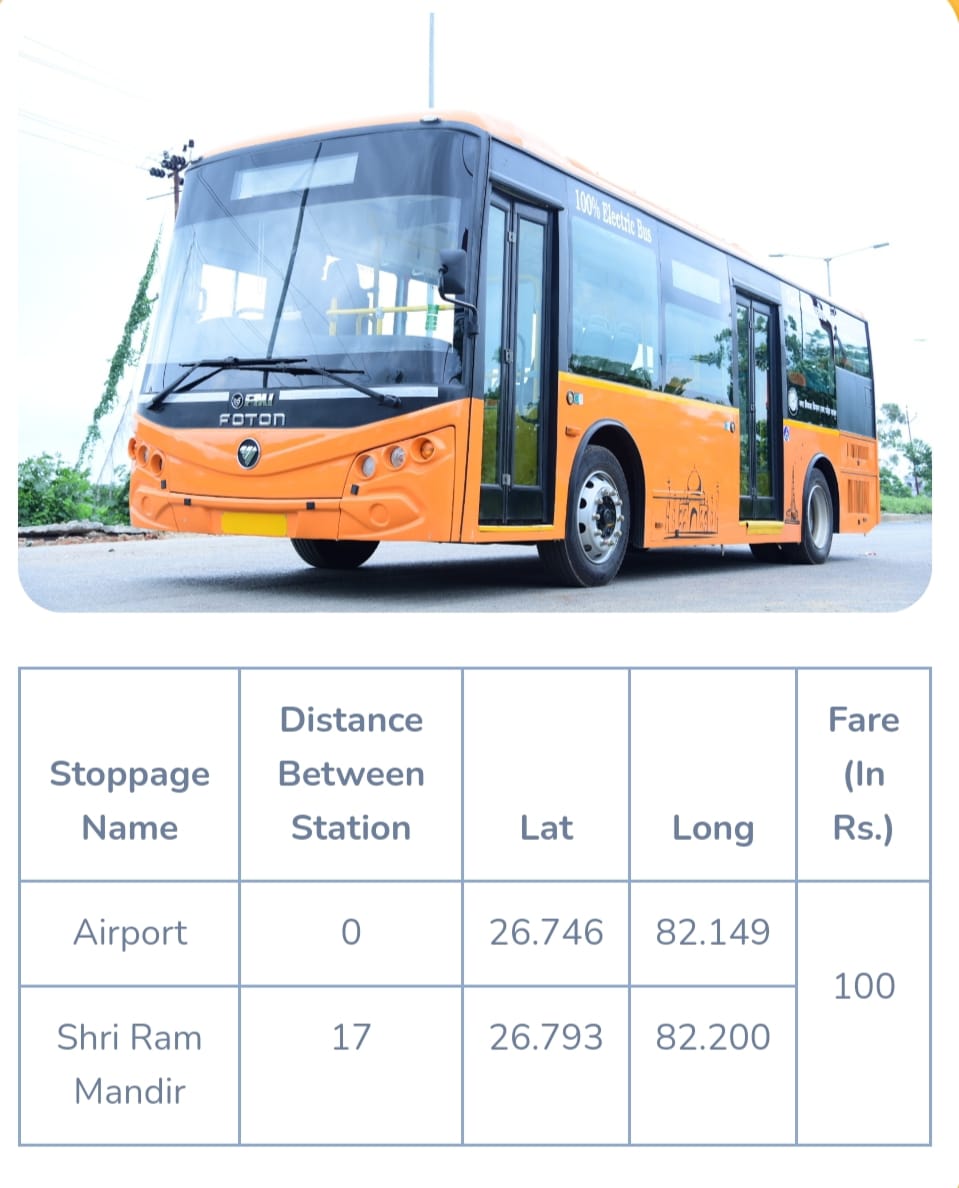 100% Electric Bus
PMI
FOTON
Stoppage Name
Distance Between Station
Lat
Long
Fare (In Rs.)
Airport
0
26.746
82.149
100
Shri Ram Mandir
17
26.793
82.200